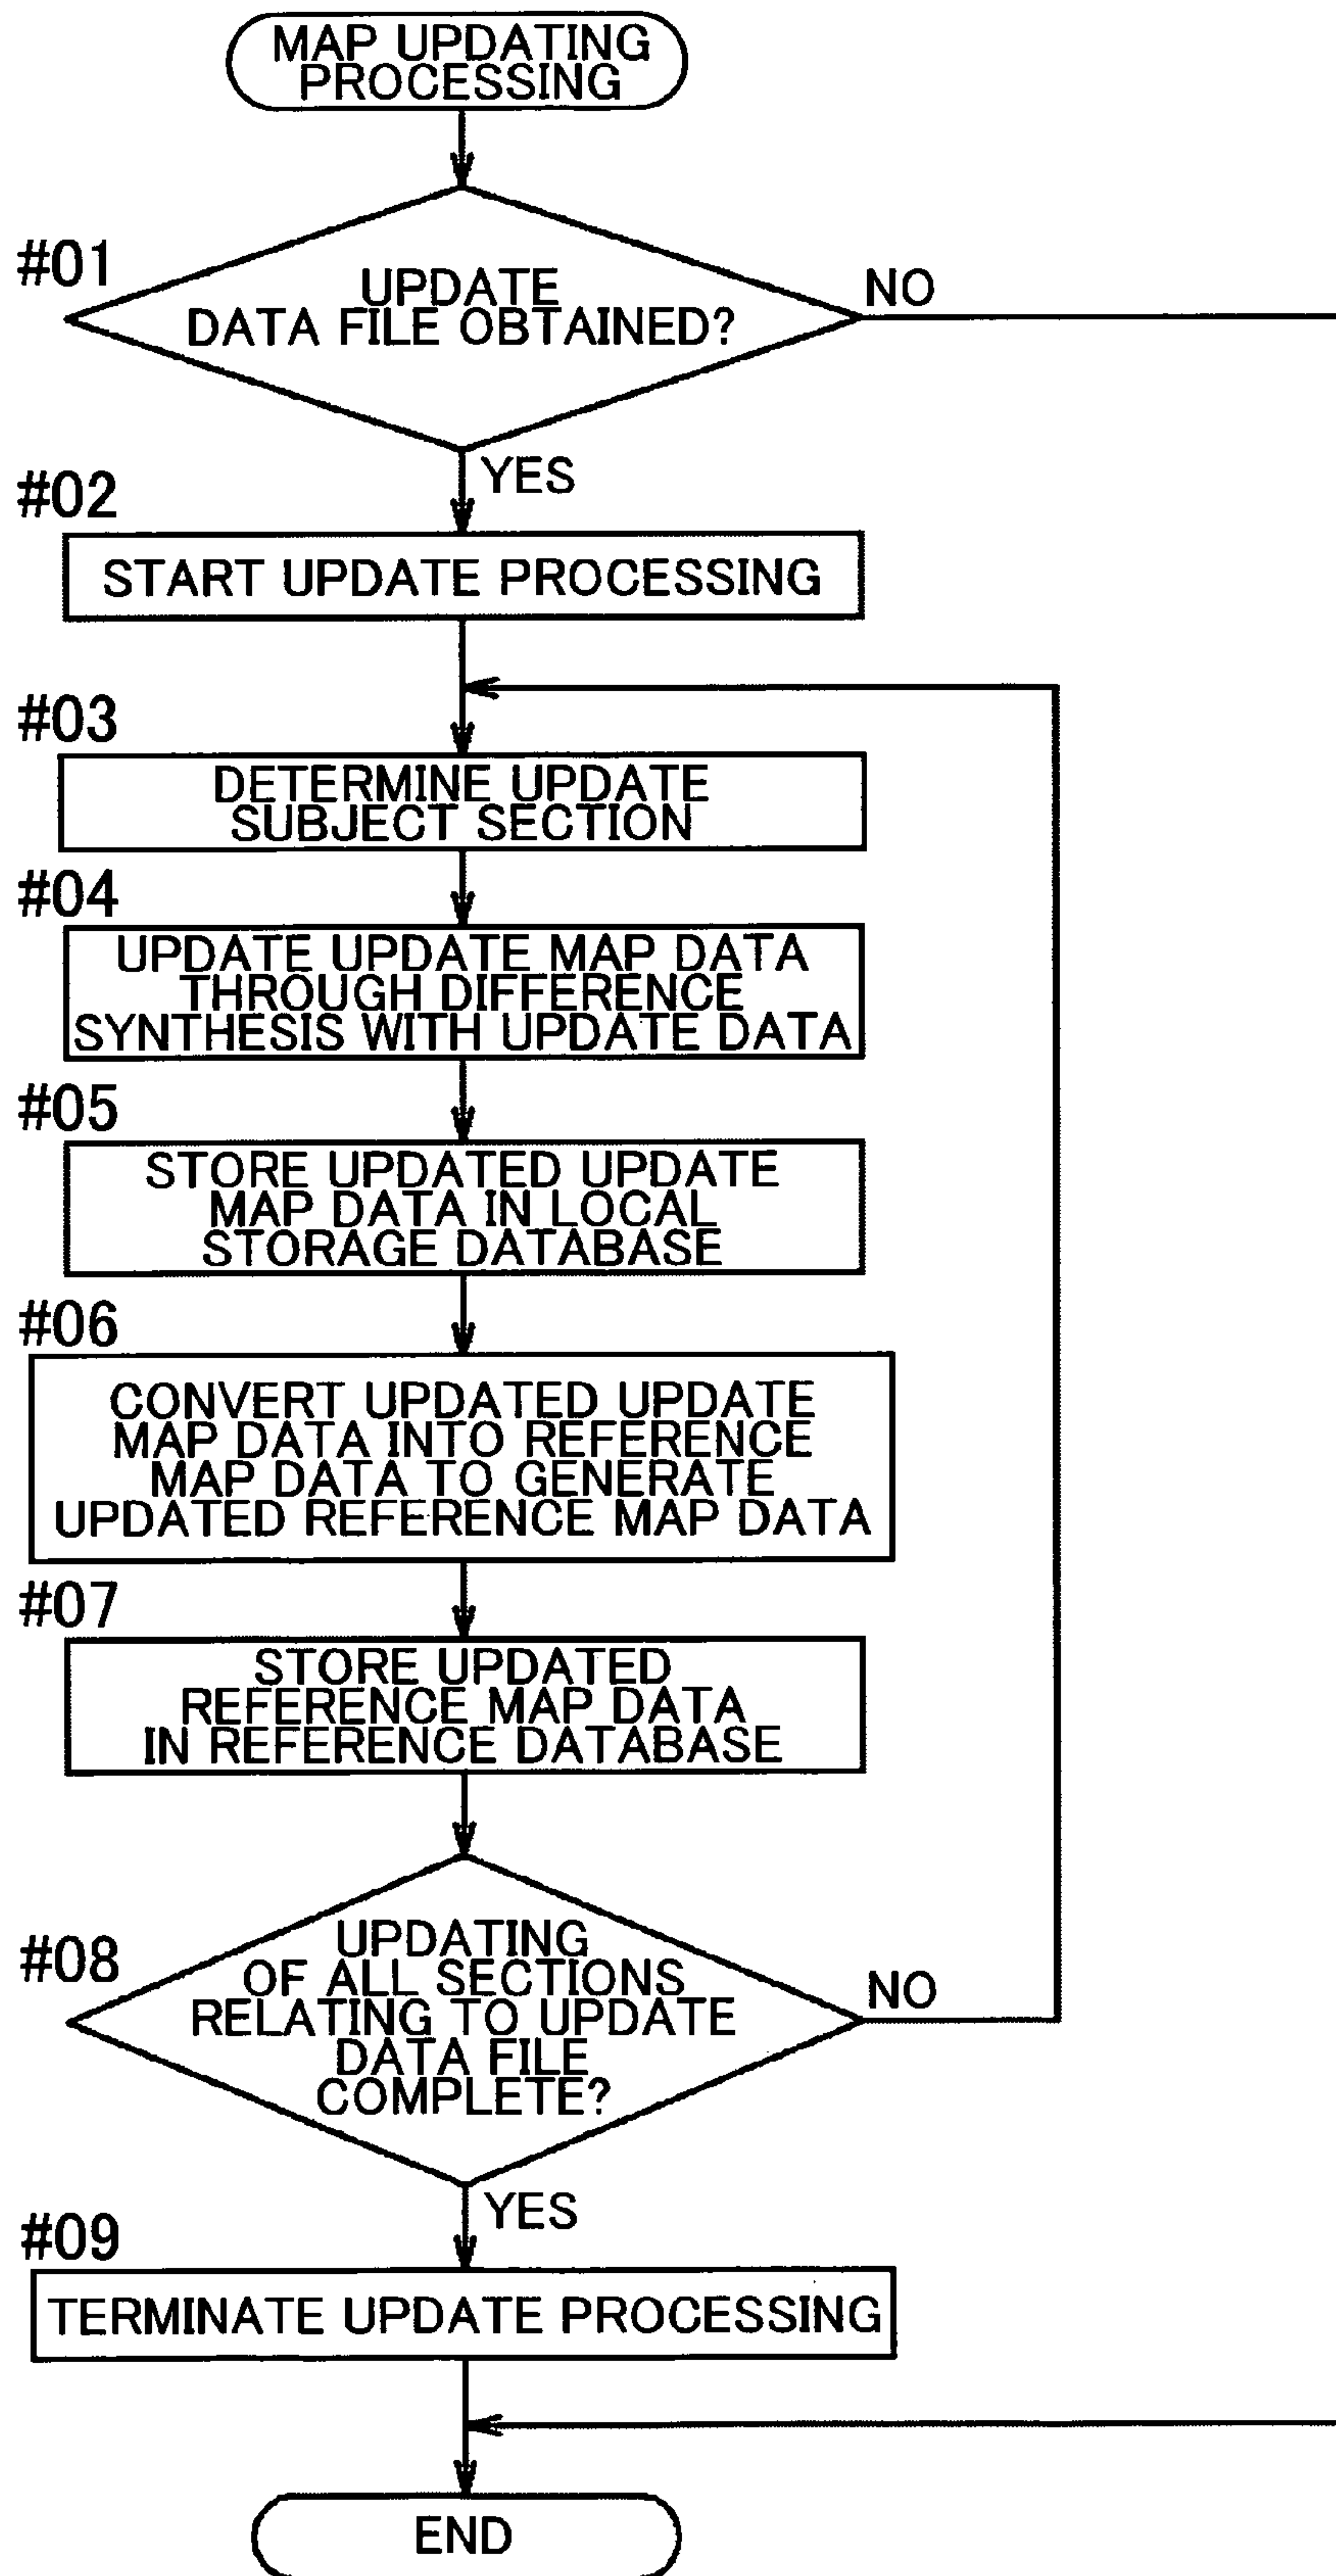 MAP UPDATING
PROCESSING
#01
UPDATE
DATA FILE OBTAINED?
NO
YES
#02
START UPDATE PROCESSING
#03
DETERMINE UPDATE
SUBJECT SECTION
#04
UPDATE UPDATE MAP DATA
THROUGH DIFFERENCE
SYNTHESIS WITH UPDATE DATA
#05
STORE UPDATED UPDATE
MAP DATA IN LOCAL
STORAGE DATABASE
#06
CONVERT UPDATED UPDATE
MAP DATA INTO REFERENCE
MAP DATA TO GENERATE
UPDATED REFERENCE MAP DATA
#07
STORE UPDATED
REFERENCE MAP DATA
IN REFERENCE DATABASE
#08
UPDATING
OF ALL SECTIONS
RELATING TO UPDATE
DATA FILE
COMPLETE?
NO
YES
#09
TERMINATE UPDATE PROCESSING
END